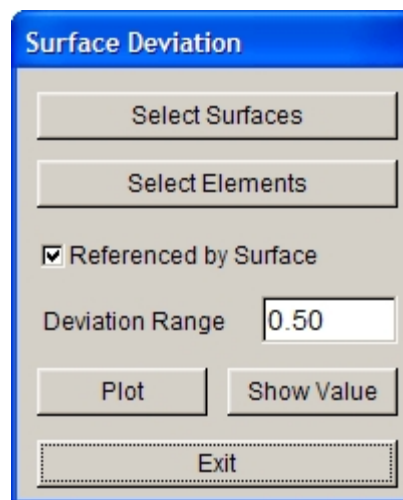 Surface Deviation
Select Surfaces
Select Elements
Referenced by Surface
Deviation Range 0.50
Plot Show Value
Exit